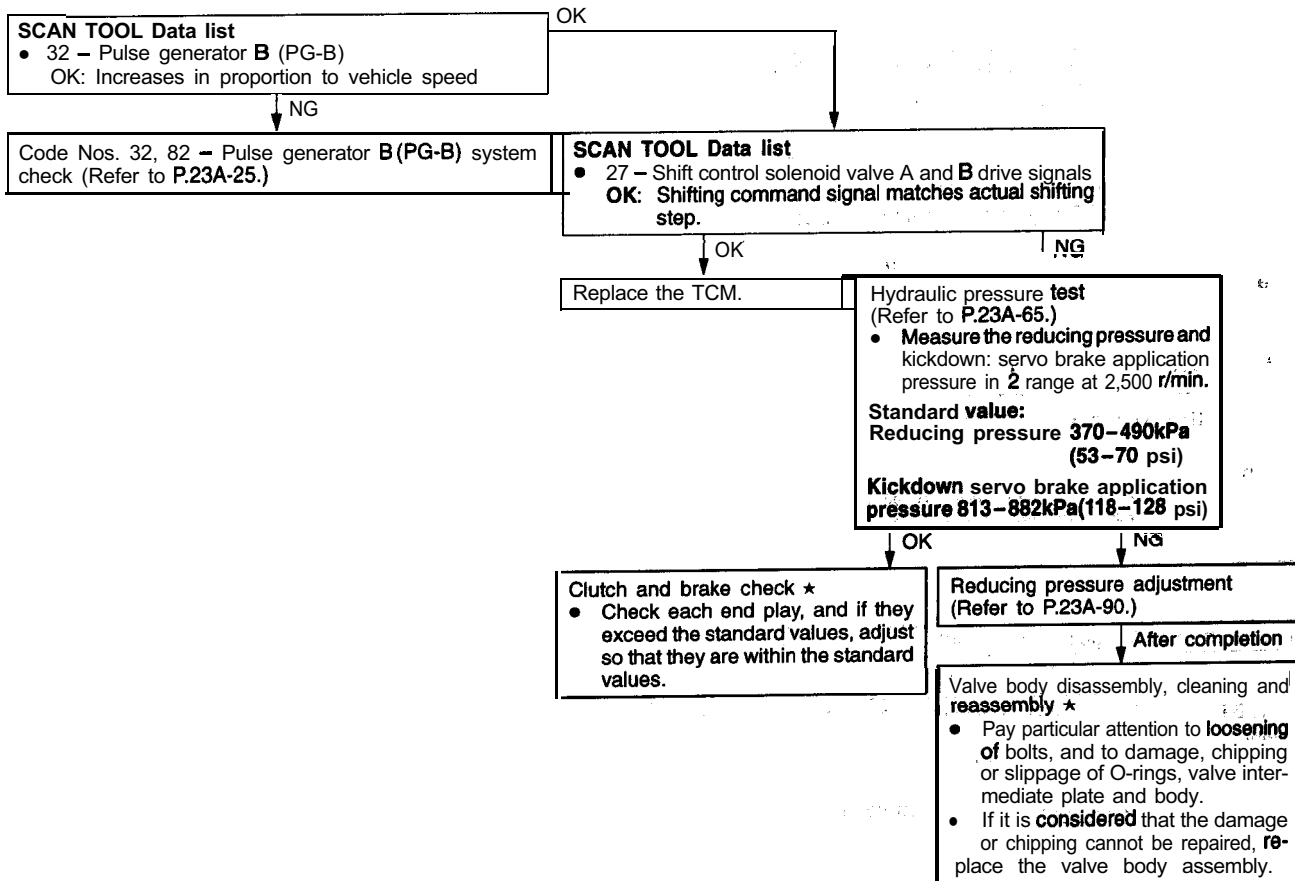 OK
SCAN TOOL Data list
• 32 – Pulse generator B (PG-B)
OK: Increases in proportion to vehicle speed
NG
Code Nos. 32, 82 – Pulse generator B (PG-B) system
check (Refer to P.23A-25.)
SCAN TOOL Data list
• 27 – Shift control solenoid valve A and B drive signals
OK: Shifting command signal matches actual shifting
step.
OK
NG
Replace the TCM.
Hydraulic pressure test
(Refer to P.23A-65.)
• Measure the reducing pressure and
kickdown: servo brake application
pressure in 2 range at 2,500 r/min.
Standard value:
Reducing pressure 370–490kPa
(53–70 psi)
Kickdown servo brake application
pressure 813–882kPa(118–128 psi)
OK
NG
Clutch and brake check ★
• Check each end play, and if they
exceed the standard values, adjust
so that they are within the standard
values.
Reducing pressure adjustment
(Refer to P.23A-90.)
After completion
Valve body disassembly, cleaning and
reassembly ★
• Pay particular attention to loosening
of bolts, and to damage, chipping
or slippage of O-rings, valve inter-
mediate plate and body.
• If it is considered that the damage
or chipping cannot be repaired, re-
place the valve body assembly.